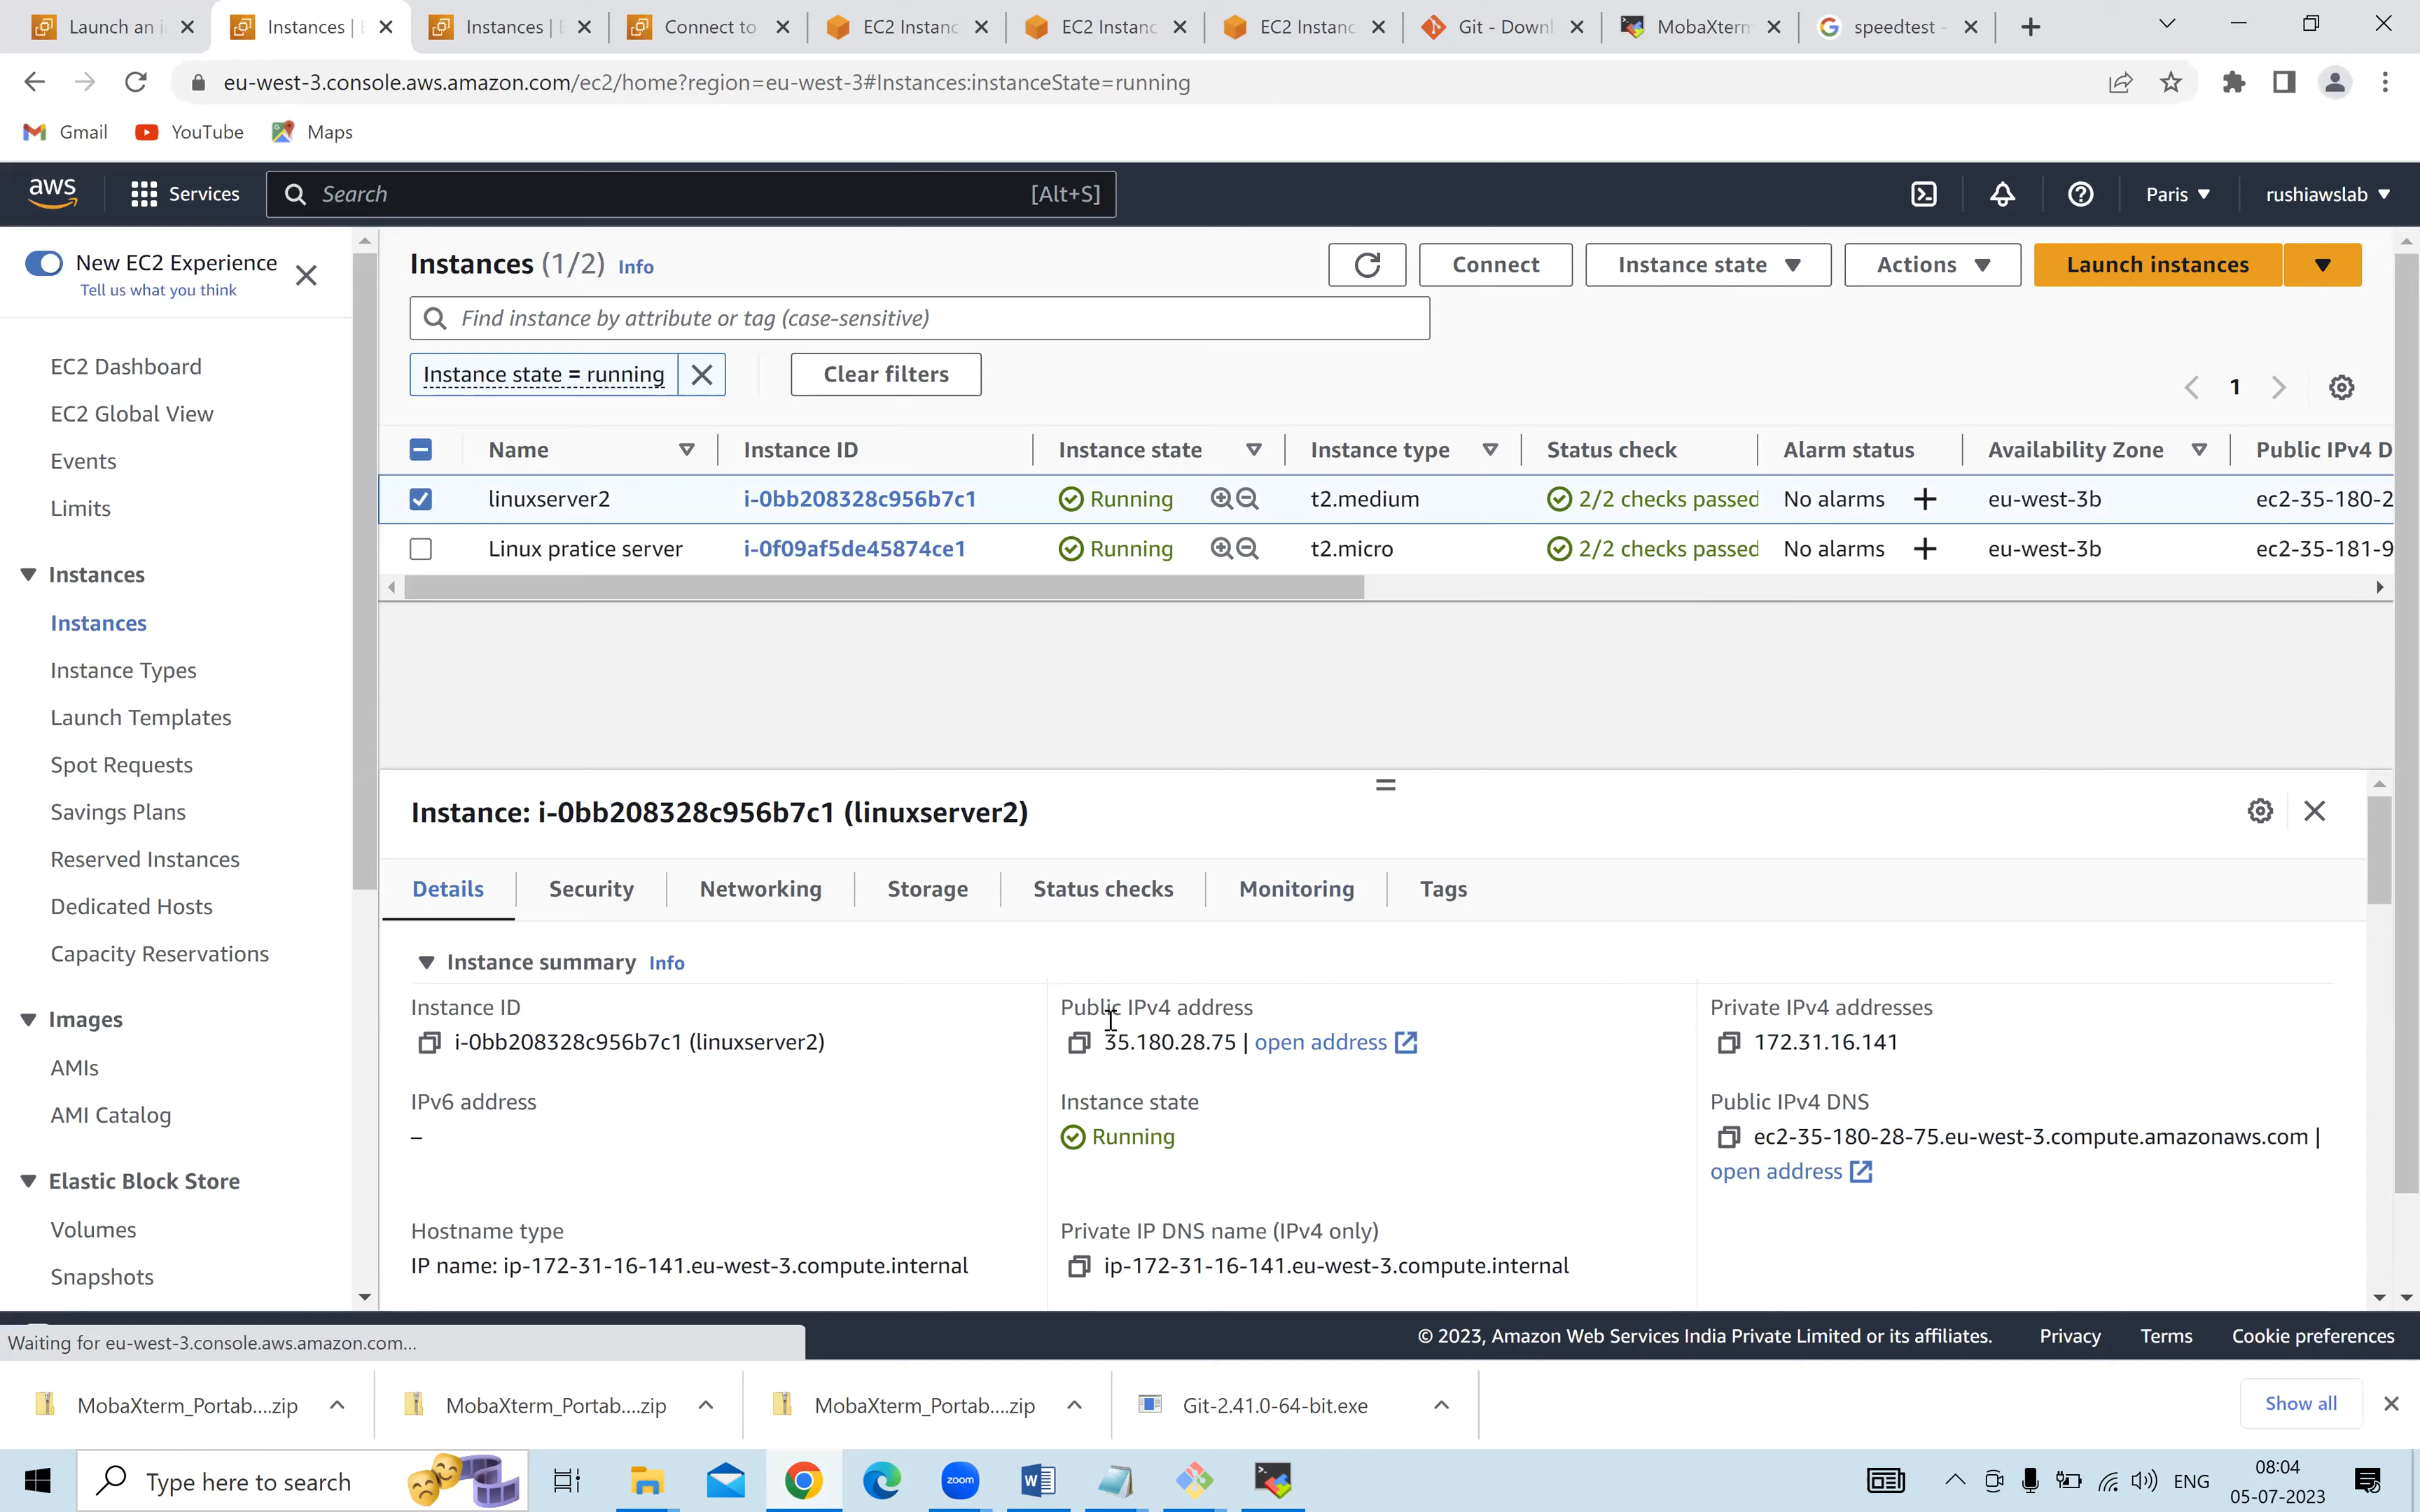 Launch an i
Instances | E
Instances | E
Connect to
EC2 Instanc
EC2 Instanc
EC2 Instanc
Git - Downl
MobaXterm
speedtest -
eu-west-3.console.aws.amazon.com/ec2/home?region=eu-west-3#Instances:instanceState=running
Gmail YouTube Maps
aws Services Search [Alt+S] Paris rushiawslab
New EC2 Experience
Tell us what you think
EC2 Dashboard
EC2 Global View
Events
Limits
Instances
Instances
Instance Types
Launch Templates
Spot Requests
Savings Plans
Reserved Instances
Dedicated Hosts
Capacity Reservations
Images
AMIs
AMI Catalog
Elastic Block Store
Volumes
Snapshots
Instances (1/2) Info Connect Instance state Actions Launch instances
Find instance by attribute or tag (case-sensitive)
Instance state = running Clear filters
1
Name Instance ID Instance state Instance type Status check Alarm status Availability Zone Public IPv4 D
linuxserver2 i-0bb208328c956b7c1 Running t2.medium 2/2 checks passed No alarms + eu-west-3b ec2-35-180-2
Linux pratice server i-0f09af5de45874ce1 Running t2.micro 2/2 checks passed No alarms + eu-west-3b ec2-35-181-9
Instance: i-0bb208328c956b7c1 (linuxserver2)
Details Security Networking Storage Status checks Monitoring Tags
Instance summary Info
Instance ID Public IPv4 address Private IPv4 addresses
i-0bb208328c956b7c1 (linuxserver2) 35.180.28.75 | open address 172.31.16.141
IPv6 address Instance state Public IPv4 DNS
– Running ec2-35-180-28-75.eu-west-3.compute.amazonaws.com |
open address
Hostname type Private IP DNS name (IPv4 only)
IP name: ip-172-31-16-141.eu-west-3.compute.internal ip-172-31-16-141.eu-west-3.compute.internal
Waiting for eu-west-3.console.aws.amazon.com...
© 2023, Amazon Web Services India Private Limited or its affiliates. Privacy Terms Cookie preferences
MobaXterm_Portab....zip MobaXterm_Portab....zip MobaXterm_Portab....zip Git-2.41.0-64-bit.exe Show all
Type here to search zoom W ENG 08:04
05-07-2023